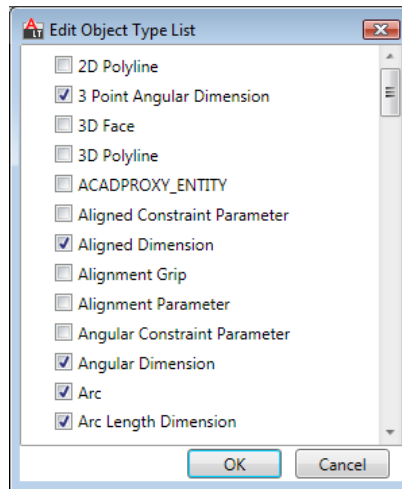 A
LT
Edit Object Type List
2D Polyline
3 Point Angular Dimension
3D Face
3D Polyline
ACADPROXY_ENTITY
Aligned Constraint Parameter
Aligned Dimension
Alignment Grip
Alignment Parameter
Angular Constraint Parameter
Angular Dimension
Arc
Arc Length Dimension
OK
Cancel